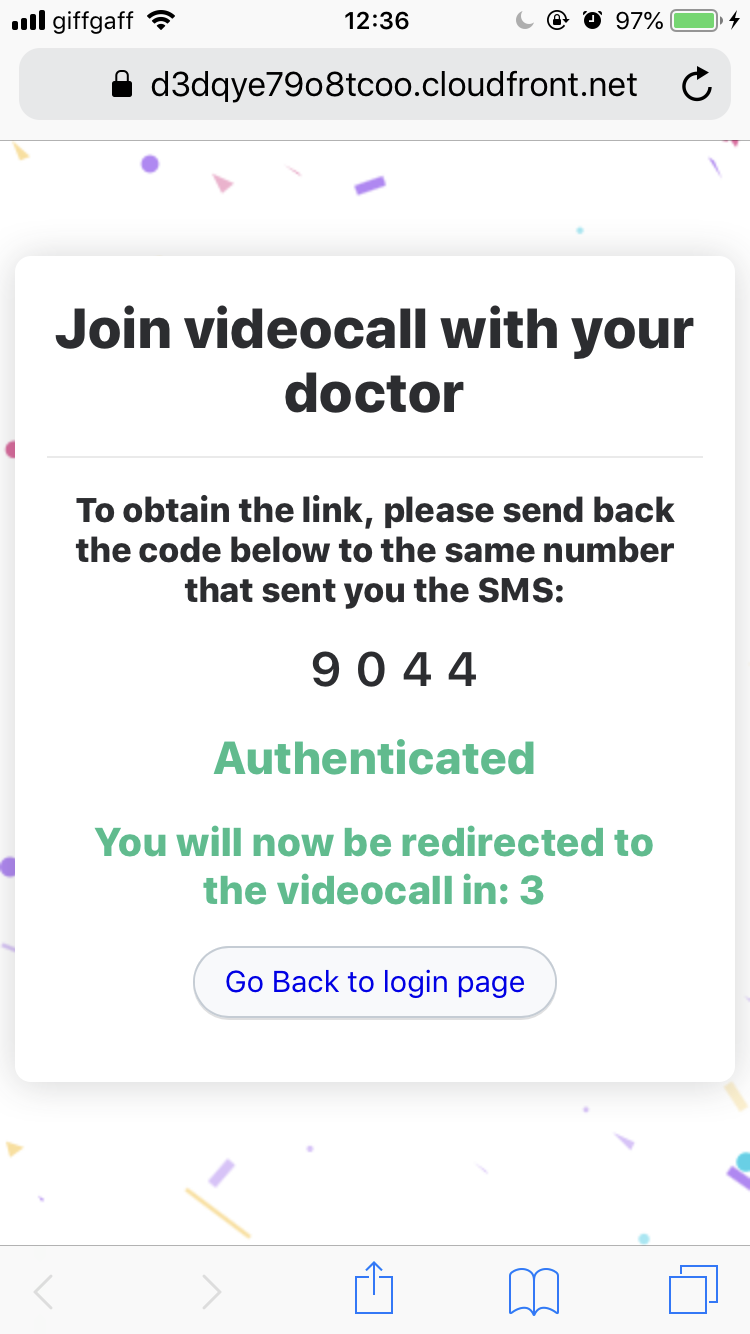 giffgaff 12:36 97%
d3dqye79o8tcoo.cloudfront.net
Join videocall with your
doctor
To obtain the link, please send back
the code below to the same number
that sent you the SMS:
9 0 4 4
Authenticated
You will now be redirected to
the videocall in: 3
Go Back to login page